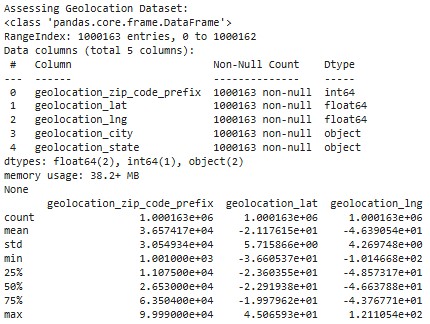 Assessing Geolocation Dataset:
<class 'pandas.core.frame.DataFrame'>
RangeIndex: 1000163 entries, 0 to 1000162
Data columns (total 5 columns):
 #   Column                       Non-Null Count    Dtype
---  ------                       --------------    -----
 0   geolocation_zip_code_prefix  1000163 non-null  int64
 1   geolocation_lat              1000163 non-null  float64
 2   geolocation_lng              1000163 non-null  float64
 3   geolocation_city             1000163 non-null  object
 4   geolocation_state            1000163 non-null  object
dtypes: float64(2), int64(1), object(2)
memory usage: 38.2+ MB
None
       geolocation_zip_code_prefix  geolocation_lat  geolocation_lng
count                 1.000163e+06     1.000163e+06     1.000163e+06
mean                  3.657417e+04    -2.117615e+01    -4.639054e+01
std                   3.054934e+04     5.715866e+00     4.269748e+00
min                   1.001000e+03    -3.660537e+01    -1.014668e+02
25%                   1.107500e+04    -2.360355e+01    -4.857317e+01
50%                   2.653000e+04    -2.291938e+01    -4.663788e+01
75%                   6.350400e+04    -1.997962e+01    -4.376771e+01
max                   9.999000e+04     4.506593e+01     1.211054e+02